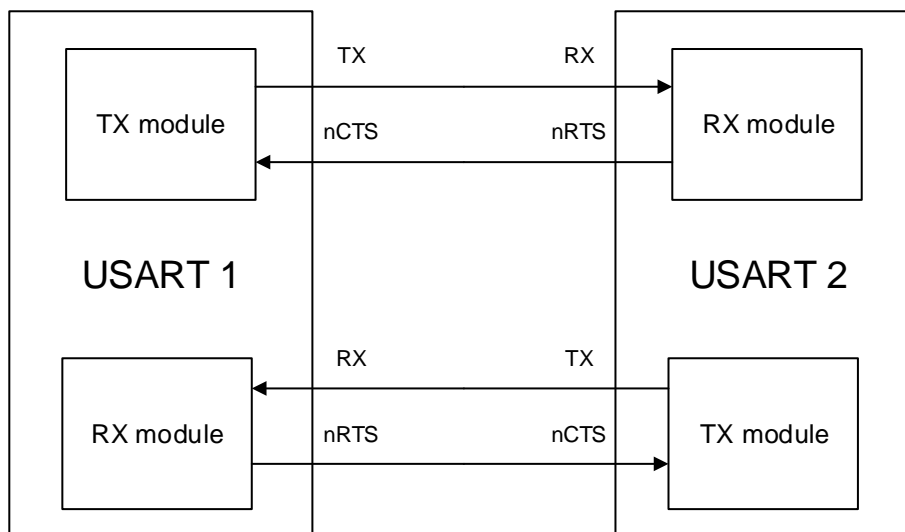 TX RX
TX module RX module
nCTS nRTS
USART 1 USART 2
RX TX
RX module TX module
nRTS nCTS